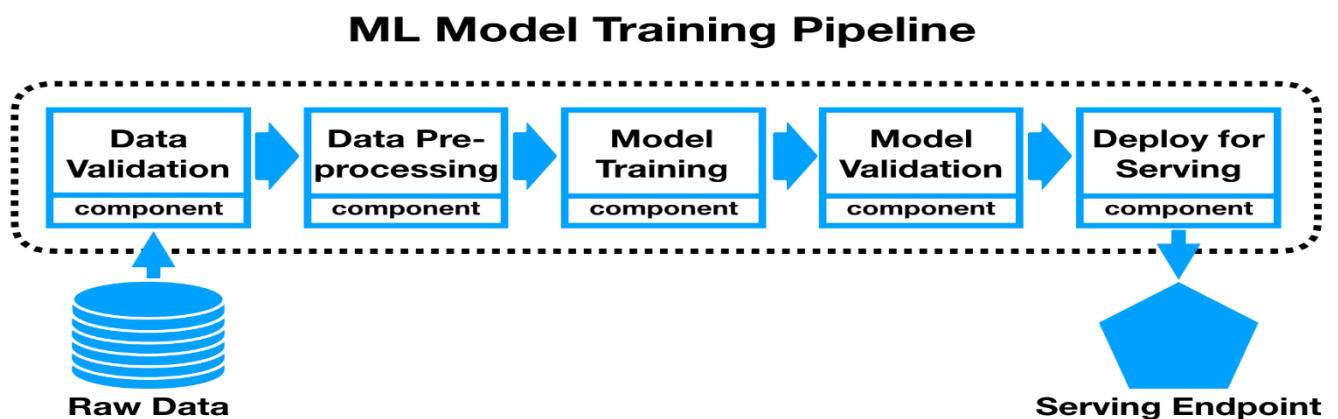 ML Model Training Pipeline
Data
Validation
component
Data Pre-
processing
component
Model
Training
component
Model
Validation
component
Deploy for
Serving
component
Raw Data
Serving Endpoint